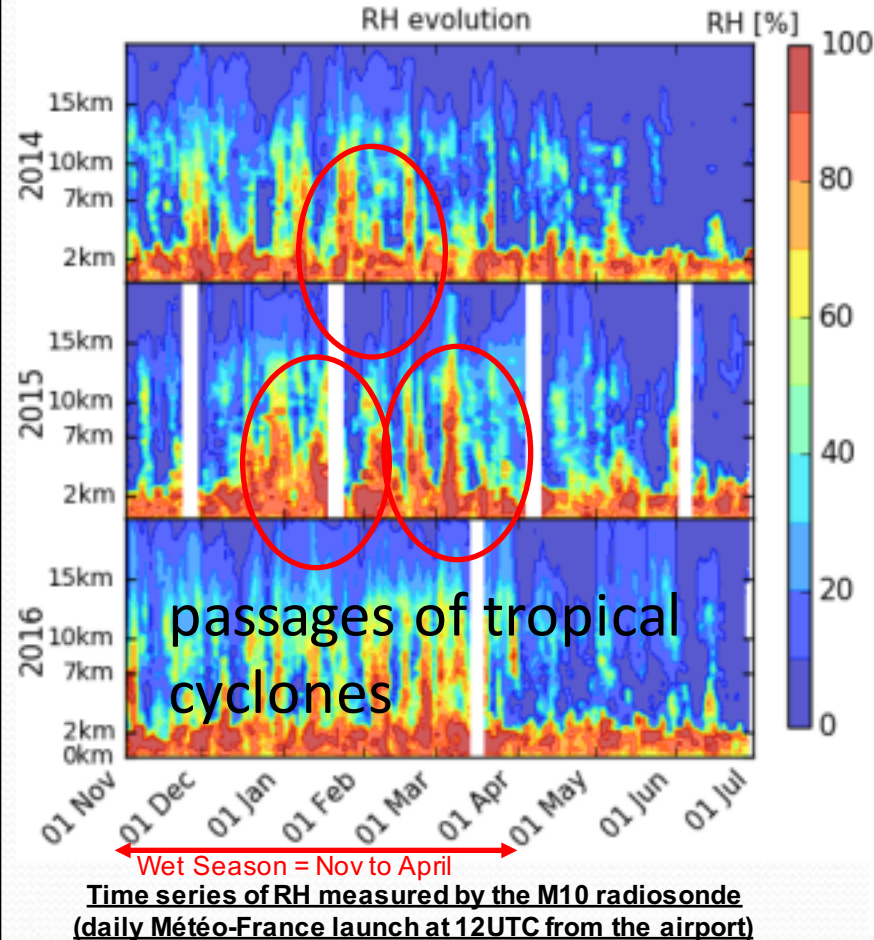 RH evolution
RH [%]
2014
15km
10km
7km
2km
2015
15km
10km
7km
2km
2016
15km
10km
7km
2km
0km
100
80
60
40
20
0
passages of tropical
cyclones
01 Nov
01 Dec
01 Jan
01 Feb
01 Mar
01 Apr
01 May
01 Jun
01 Jul
Wet Season = Nov to April
Time series of RH measured by the M10 radiosonde
(daily Météo-France launch at 12UTC from the airport)